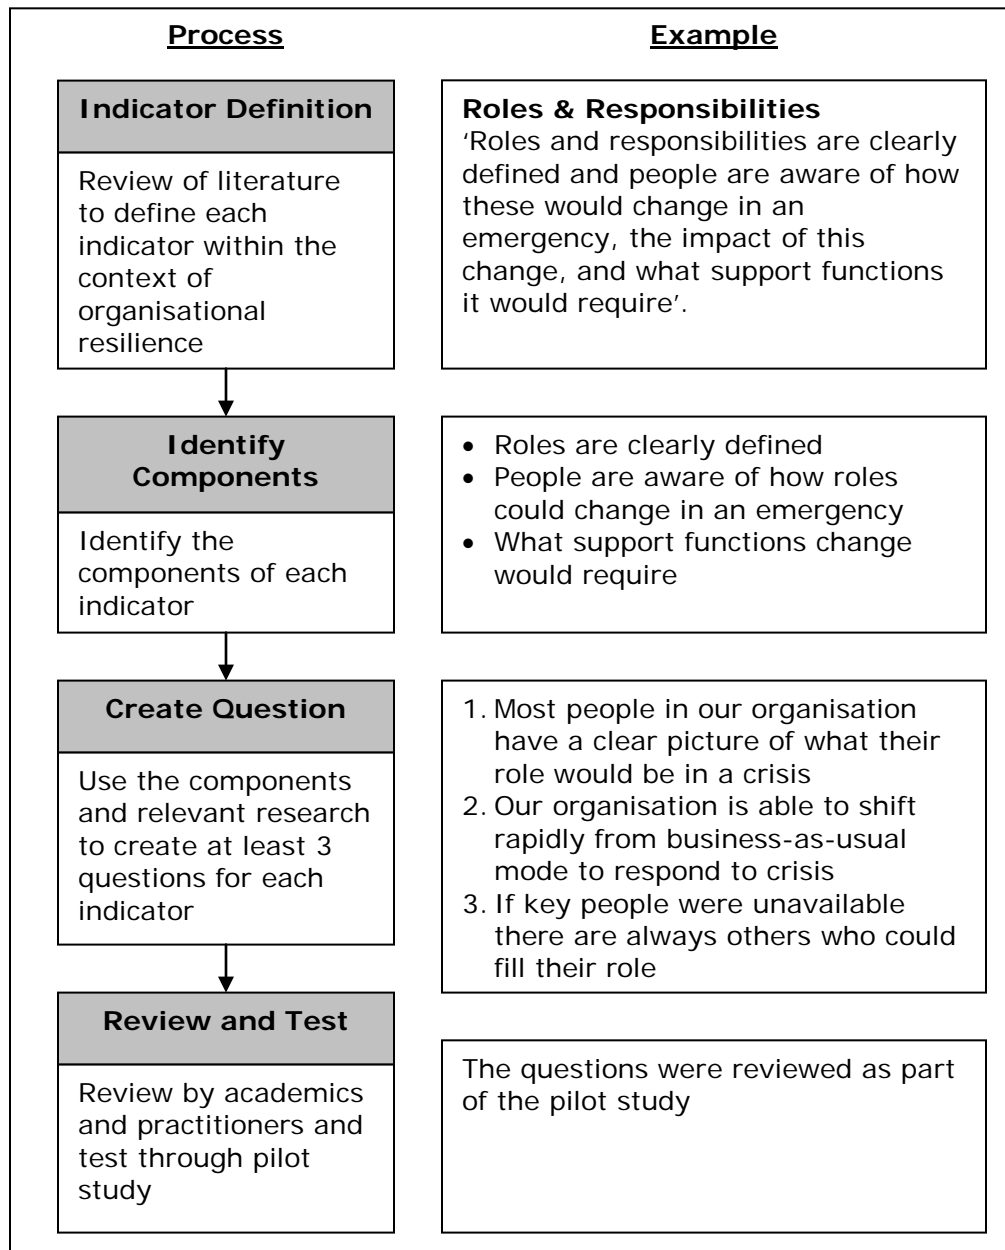 Process
Example
Indicator Definition
Review of literature
to define each
indicator within the
context of
organisational
resilience
Roles & Responsibilities
‘Roles and responsibilities are clearly
defined and people are aware of how
these would change in an
emergency, the impact of this
change, and what support functions
it would require’.
Identify
Components
Identify the
components of each
indicator
• Roles are clearly defined
• People are aware of how roles
could change in an emergency
• What support functions change
would require
Create Question
Use the components
and relevant research
to create at least 3
questions for each
indicator
1. Most people in our organisation
have a clear picture of what their
role would be in a crisis
2. Our organisation is able to shift
rapidly from business-as-usual
mode to respond to crisis
3. If key people were unavailable
there are always others who could
fill their role
Review and Test
Review by academics
and practitioners and
test through pilot
study
The questions were reviewed as part
of the pilot study